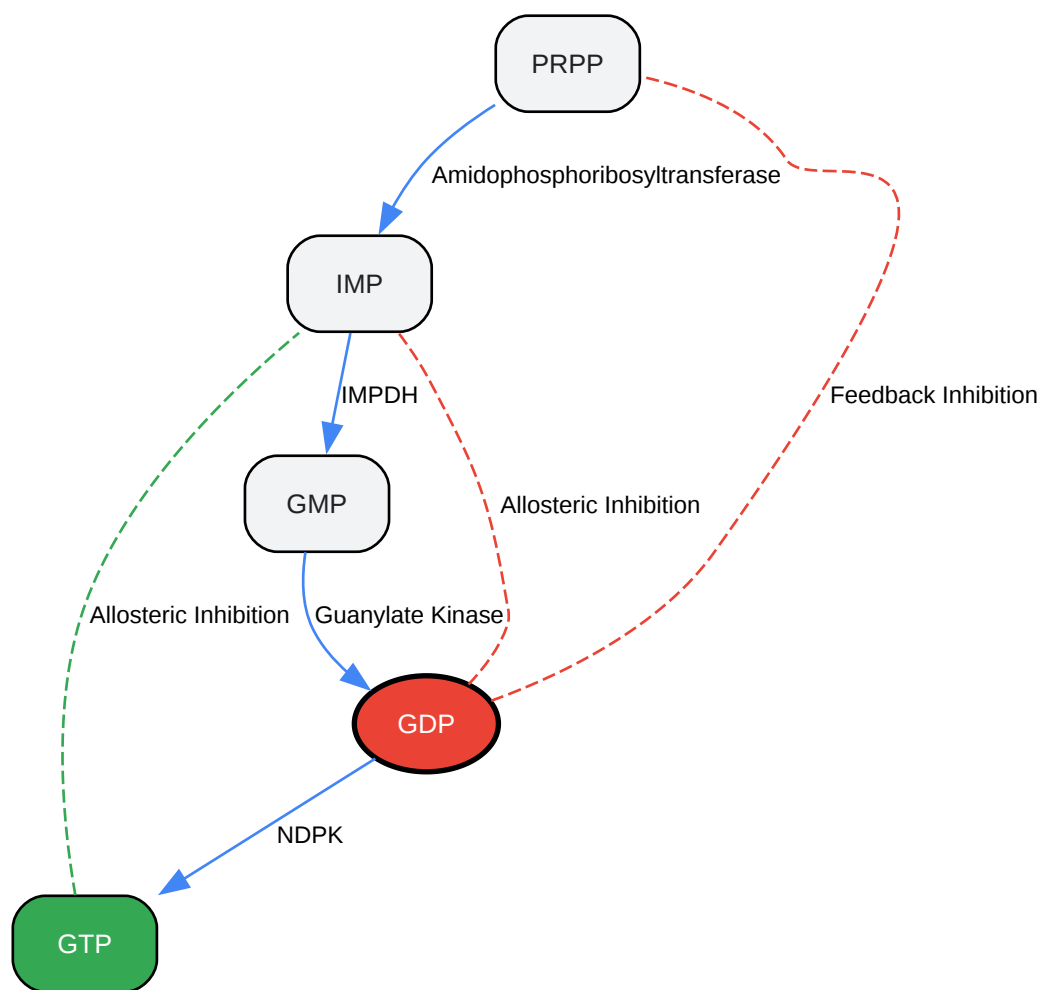 PRPP
Amidophosphoribosyltransferase
IMP
IMPDH
Feedback Inhibition
GMP
Allosteric Inhibition
Allosteric Inhibition
Guanylate Kinase
GDP
NDPK
GTP